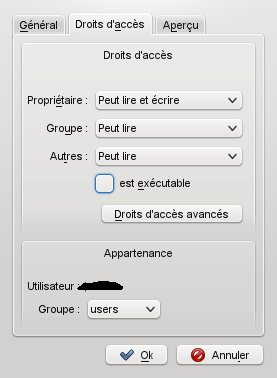 Général Droits d'accès Aperçu
Droits d'accès
Propriétaire : Peut lire et écrire
Groupe : Peut lire
Autres : Peut lire
est exécutable
Droits d'accès avancés
Appartenance
Utilisateur
Groupe : users
Ok Annuler